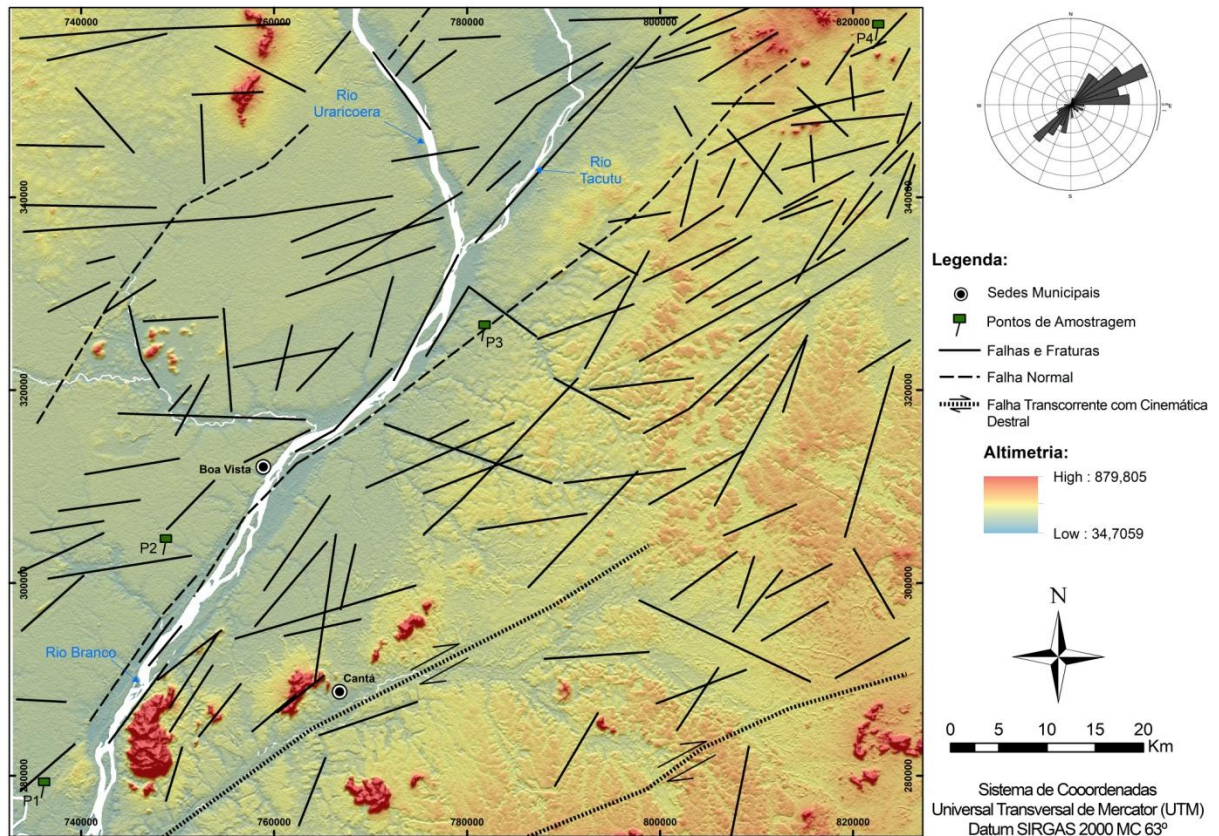 740000
760000
780000
800000
820000
P4
Rio
Uraricoera
Rio
Tacutu
340000
340000
P3
320000
320000
Boa Vista
P2
300000
300000
Rio Branco
Cantá
280000
280000
P1
740000
760000
780000
800000
820000
N
W
E
S
Legenda:
Sedes Municipais
Pontos de Amostragem
Falhas e Fraturas
Falha Normal
Falha Transcorrente com Cinemática
Destral
Altimetria:
High : 879,805
Low : 34,7059
N
0 5 10 15 20
Km
Sistema de Cooordenadas
Universal Transversal de Mercator (UTM)
Datum SIRGAS 2000 MC 63º